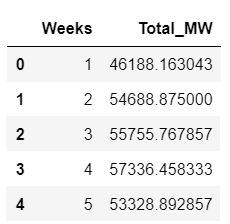 Weeks Total_MW
0 1 46188.163043
1 2 54688.875000
2 3 55755.767857
3 4 57336.458333
4 5 53328.892857